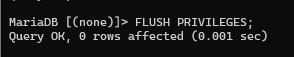 MariaDB [(none)]> FLUSH PRIVILEGES;
Query OK, 0 rows affected (0.001 sec)